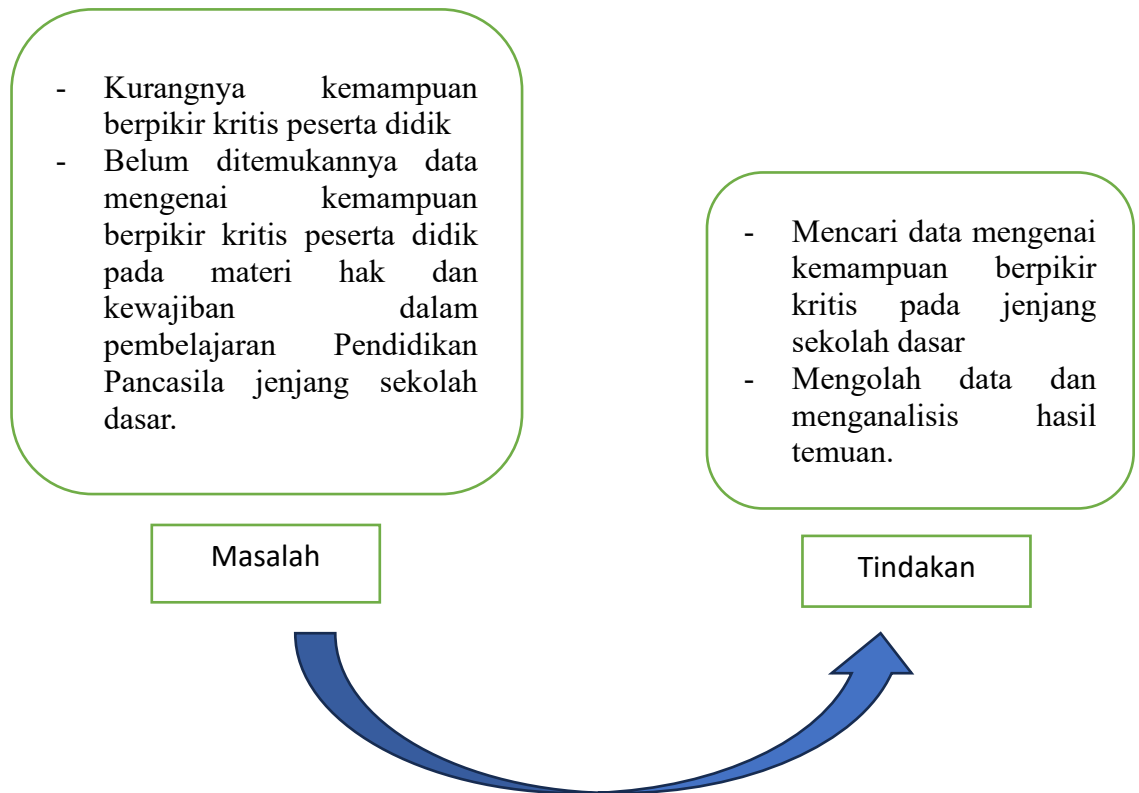 - Kurangnya kemampuan
berpikir kritis peserta didik
- Belum ditemukannya data
mengenai kemampuan
berpikir kritis peserta didik
pada materi hak dan
kewajiban dalam
pembelajaran Pendidikan
Pancasila jenjang sekolah
dasar.
Masalah
- Mencari data mengenai
kemampuan berpikir
kritis pada jenjang
sekolah dasar
- Mengolah data dan
menganalisis hasil
temuan.
Tindakan